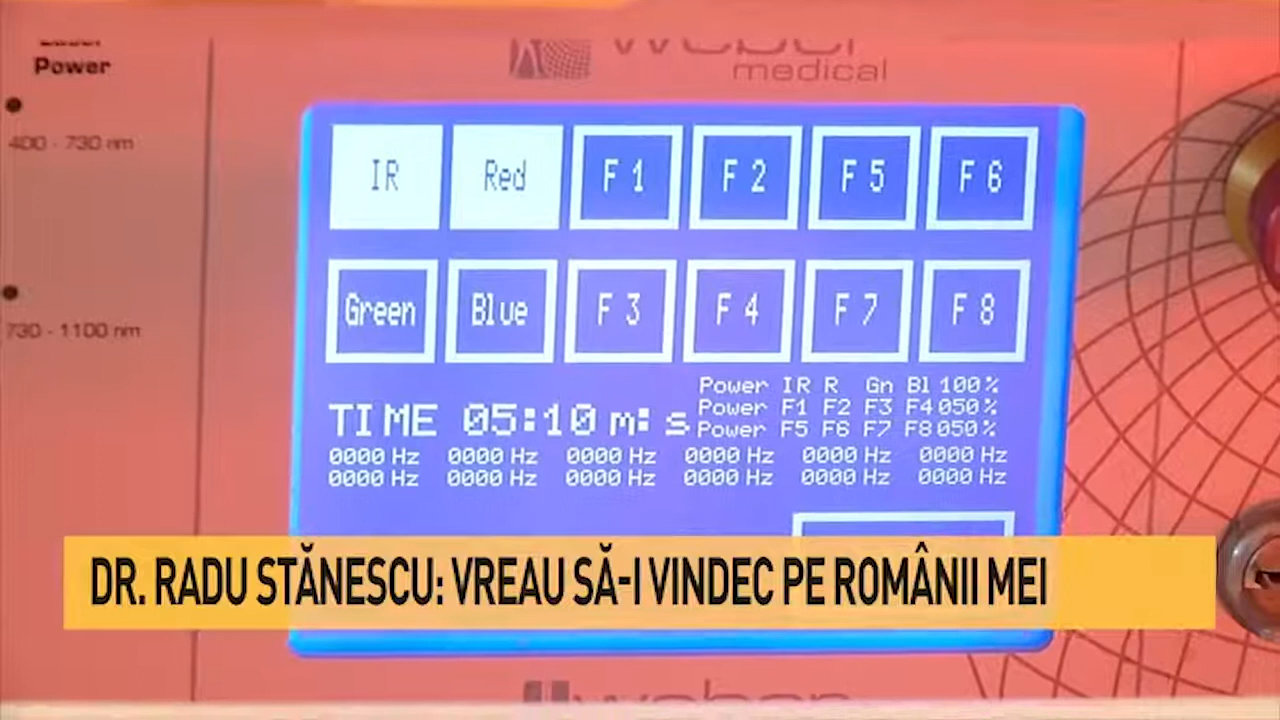 Power
weber
medical
400 - 730 nm
730 - 1100 nm
IR Red F 1 F 2 F 5 F 6
Green Blue F 3 F 4 F 7 F 8
Power IR R Gn Bl 100 %
TIME 05:10 m: s Power F1 F2 F3 F4 050 %
Power F5 F6 F7 F8 050 %
0000 Hz 0000 Hz 0000 Hz 0000 Hz 0000 Hz 0000 Hz
0000 Hz 0000 Hz 0000 Hz 0000 Hz 0000 Hz 0000 Hz
DR. RADU STĂNESCU: VREAU SĂ-I VINDEC PE ROMÂNII MEI
weber